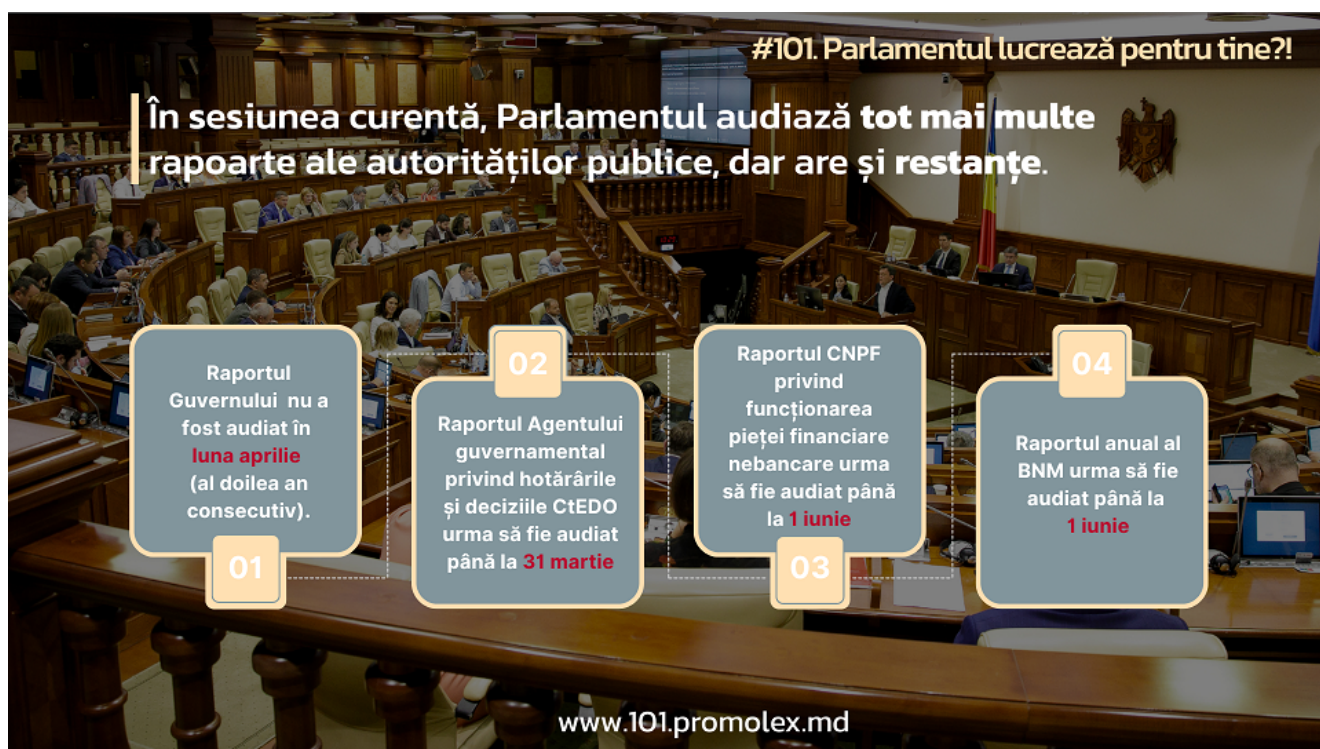 #101. Parlamentul lucrează pentru tine?!
În sesiunea curentă, Parlamentul audiază tot mai multe
rapoarte ale autorităților publice, dar are și restanțe.
Raportul
Guvernului nu a
fost audiat în
luna aprilie
(al doilea an
consecutiv).
01
02
Raportul Agentului
guvernamental
privind hotărârile
și deciziile CtEDO
urma să fie audiat
până la 31 martie
Raportul CNPF
privind
funcționarea
pieței financiare
nebancare urma
să fie audiat până
la 1 iunie
03
04
Raportul anual al
BNM urma să fie
audiat până la
1 iunie
www.101.promolex.md